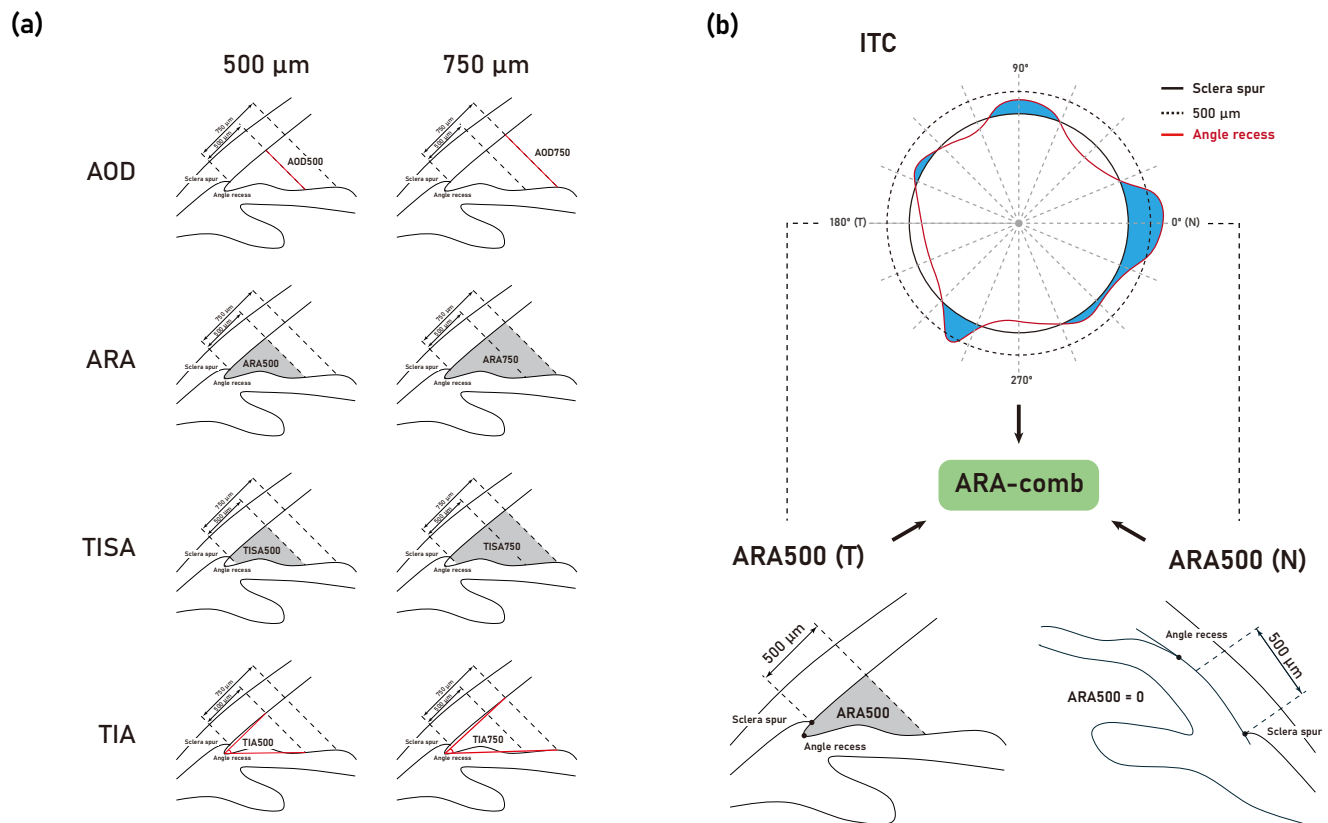 (a)
500 μm
750 μm
AOD
750 μm
500 μm
AOD500
Sclera spur
Angle recess
750 μm
500 μm
AOD750
Sclera spur
Angle recess
ARA
750 μm
500 μm
ARA500
Sclera spur
Angle recess
750 μm
500 μm
ARA750
Sclera spur
Angle recess
TISA
750 μm
500 μm
TISA500
Sclera spur
Angle recess
750 μm
500 μm
TISA750
Sclera spur
Angle recess
TIA
750 μm
500 μm
TIA500
Sclera spur
Angle recess
750 μm
500 μm
TIA750
Sclera spur
Angle recess
(b)
ITC
90°
Sclera spur
500 μm
Angle recess
180° (T)
0° (N)
270°
ARA-comb
ARA500 (T)
ARA500 (N)
500 μm
ARA500
Sclera spur
Angle recess
Angle recess
500 μm
ARA500 = 0
Sclera spur